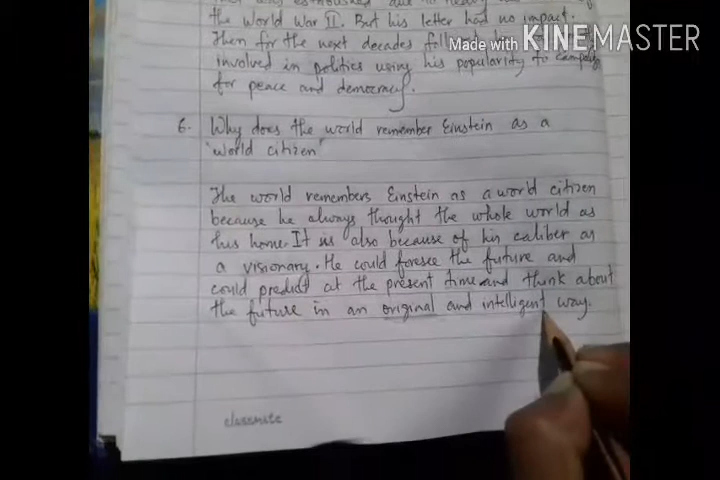 the World War II. But his letter had no impact.
Then for the next decades
Made with KINEMASTER
involved in politics using his popularity to campaign
for peace and democracy.
6. Why does the world remember Einstein as a
'world citizen'
The world remembers Einstein as a world citizen
because he always thought the whole world as
his home. It is also because of his caliber as
a visionary. He could foresee the future and
could predict at the present time and think about
the future in an original and intelligent way.
classmate